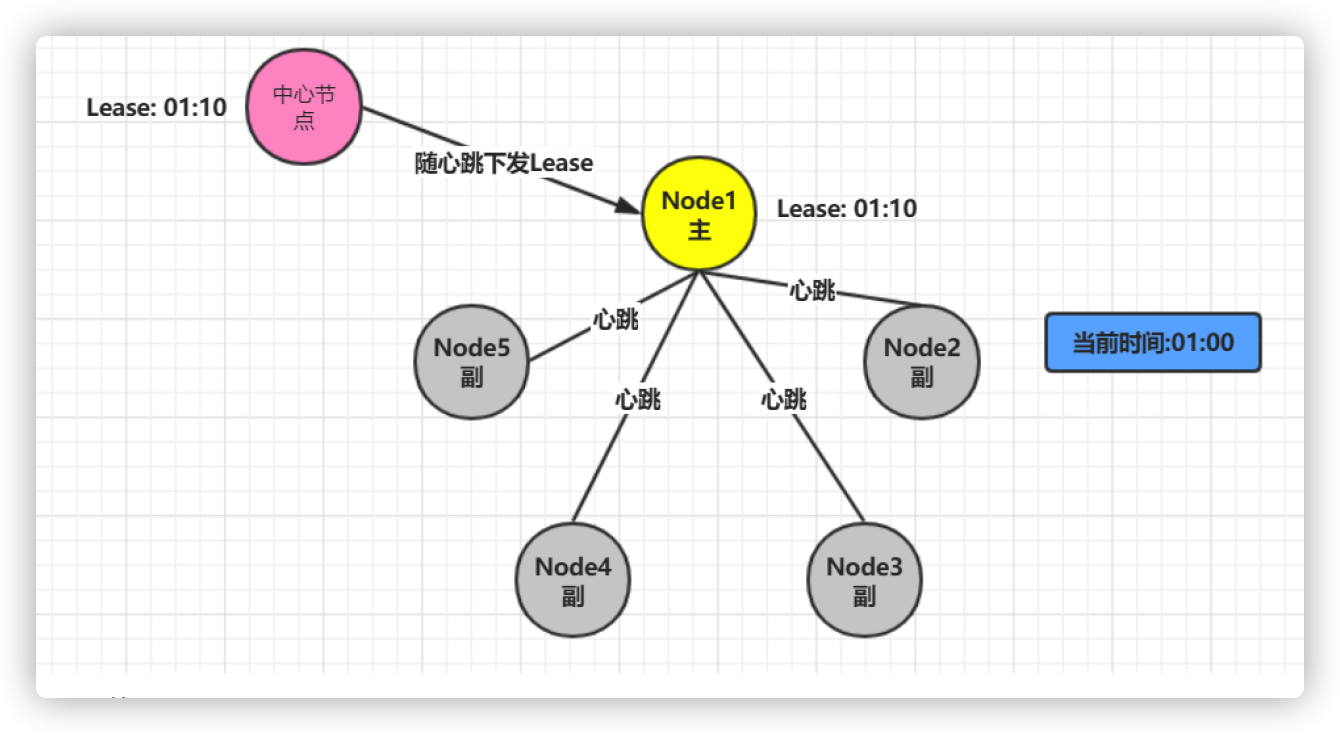 中心节
点
Lease: 01:10
随心跳下发Lease
Node1
主
Lease: 01:10
心跳
心跳
Node5
副
Node2
副
当前时间:01:00
心跳
心跳
Node4
副
Node3
副